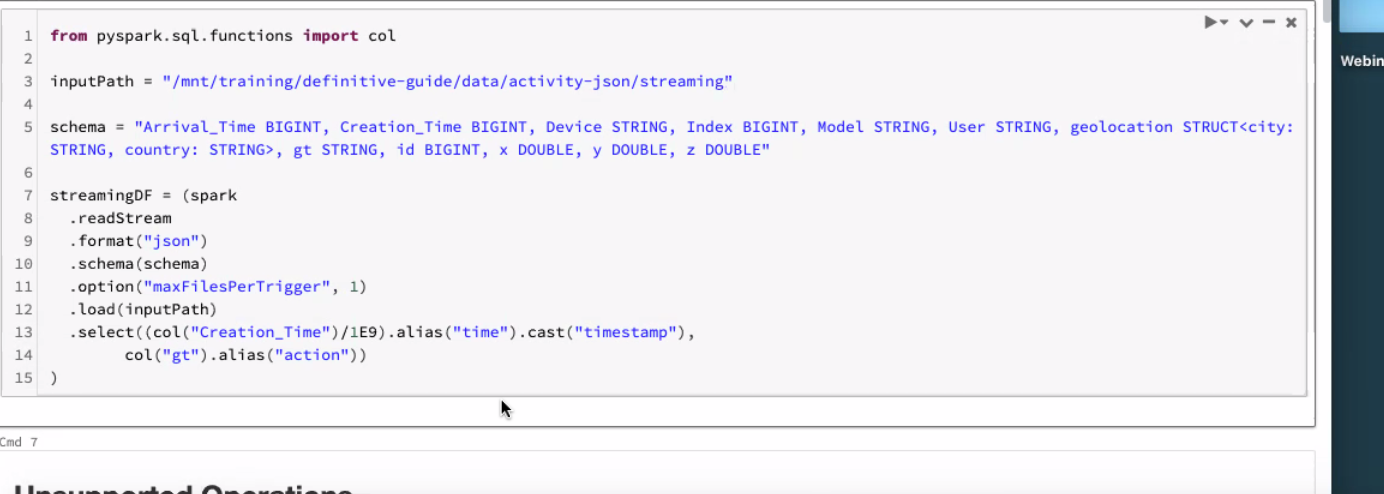 1 from pyspark.sql.functions import col
2
3 inputPath = "/mnt/training/definitive-guide/data/activity-json/streaming"
4
5 schema = "Arrival_Time BIGINT, Creation_Time BIGINT, Device STRING, Index BIGINT, Model STRING, User STRING, geolocation STRUCT<city:
STRING, country: STRING>, gt STRING, id BIGINT, x DOUBLE, y DOUBLE, z DOUBLE"
6
7 streamingDF = (spark
8   .readStream
9   .format("json")
10   .schema(schema)
11   .option("maxFilesPerTrigger", 1)
12   .load(inputPath)
13   .select((col("Creation_Time")/1E9).alias("time").cast("timestamp"),
14         col("gt").alias("action"))
15 )
Cmd 7
Unsupported Operations
Webin